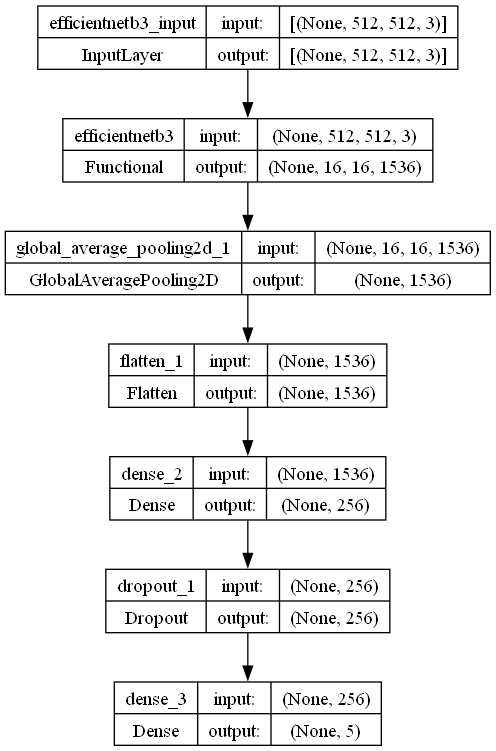 efficientnetb3_input input: [(None, 512, 512, 3)]
InputLayer output: [(None, 512, 512, 3)]
efficientnetb3 input: (None, 512, 512, 3)
Functional output: (None, 16, 16, 1536)
global_average_pooling2d_1 input: (None, 16, 16, 1536)
GlobalAveragePooling2D output: (None, 1536)
flatten_1 input: (None, 1536)
Flatten output: (None, 1536)
dense_2 input: (None, 1536)
Dense output: (None, 256)
dropout_1 input: (None, 256)
Dropout output: (None, 256)
dense_3 input: (None, 256)
Dense output: (None, 5)